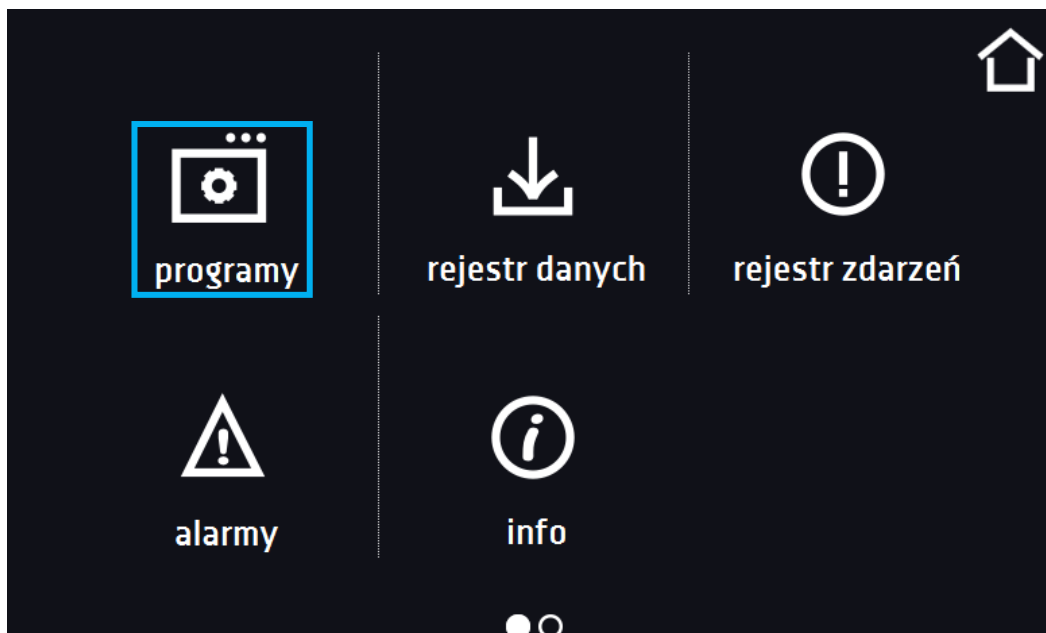 programy
rejestr danych
rejestr zdarzeń
alarmy
info